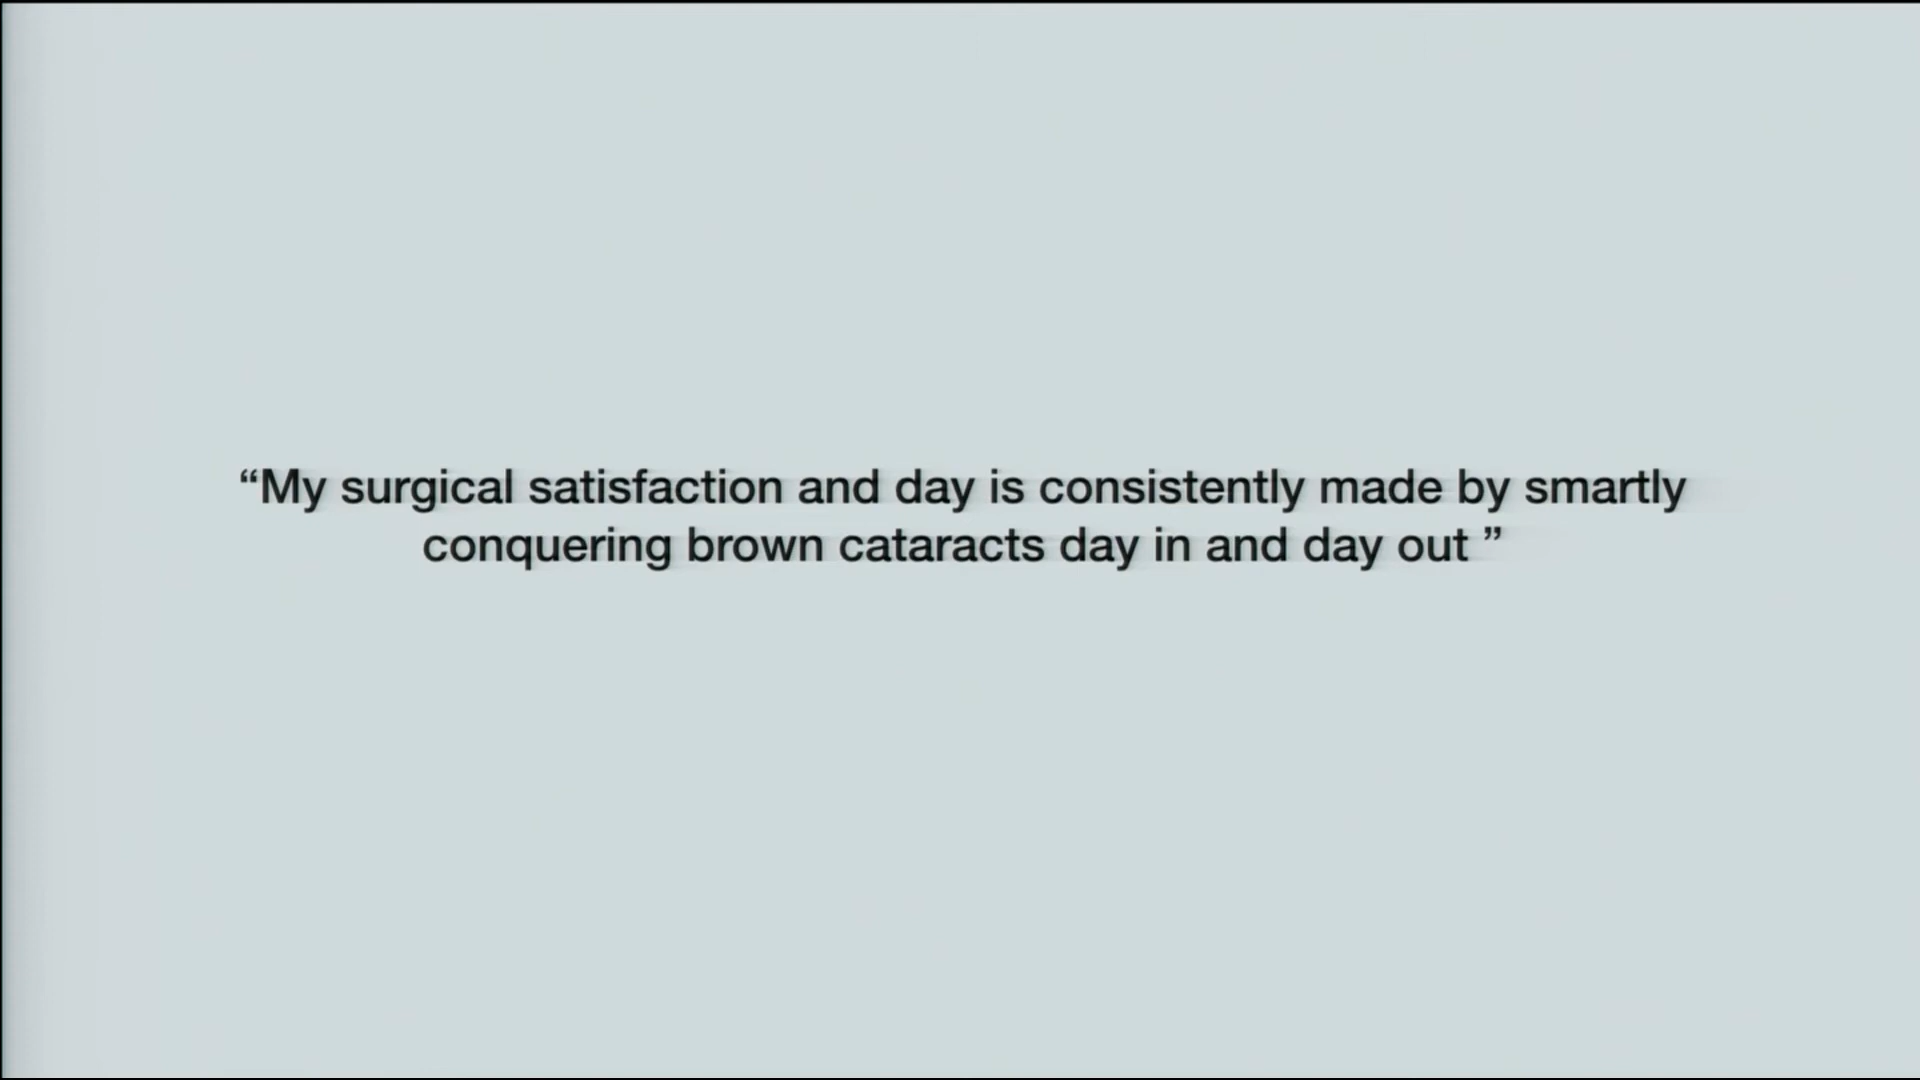 “My surgical satisfaction and day is consistently made by smartly
conquering brown cataracts day in and day out ”